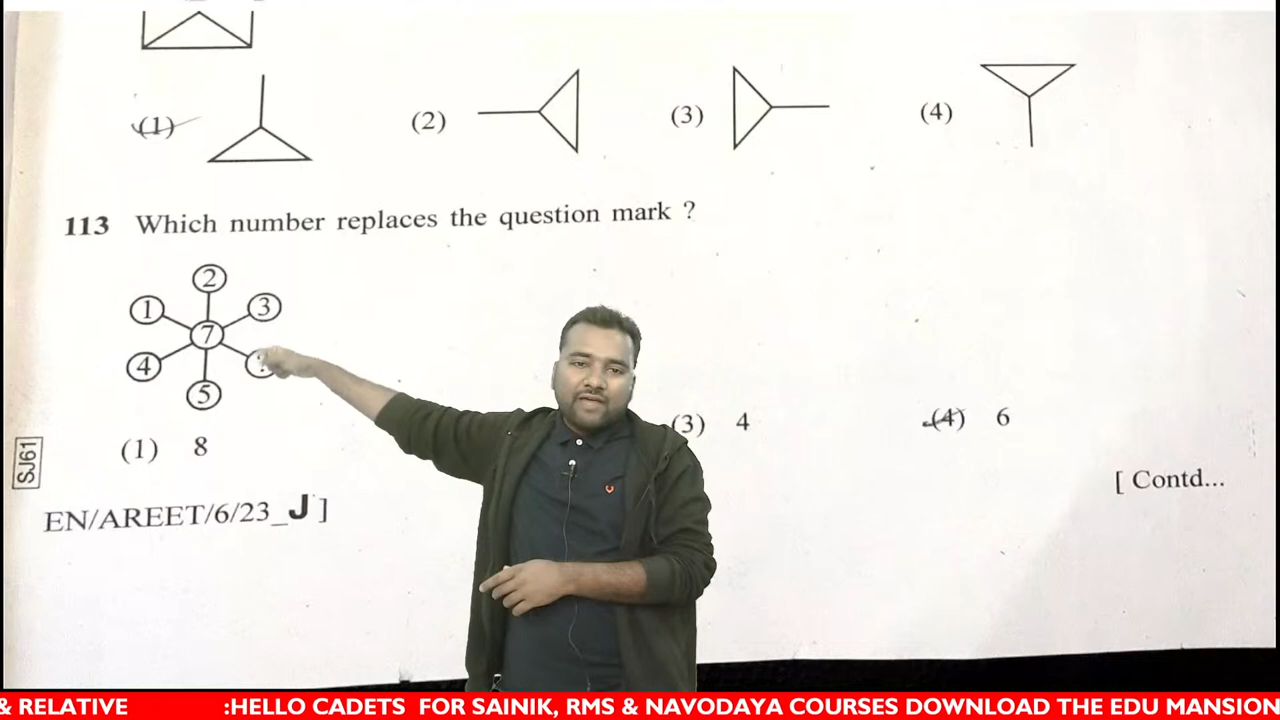 (1) (2) (3) (4)
113 Which number replaces the question mark ?
2
1 3
7
4
5
(1) 8 (3) 4 (4) 6
SJ61
[ Contd...
EN/AREET/6/23_J ]
& RELATIVE :HELLO CADETS FOR SAINIK, RMS & NAVODAYA COURSES DOWNLOAD THE EDU MANSION